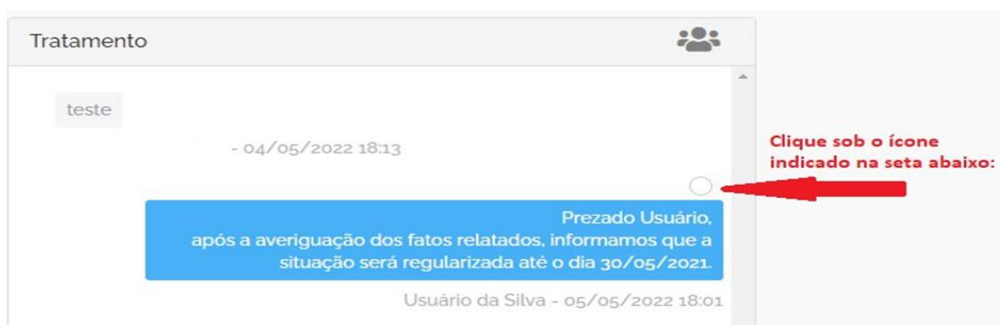 Tratamento
teste
- 04/05/2022 18:13
Clique sob o ícone
indicado na seta abaixo:
Prezado Usuário,
após a averiguação dos fatos relatados, informamos que a
situação será regularizada até o dia 30/05/2021.
Usuário da Silva - 05/05/2022 18:01